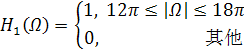 H₁(Ω) = { 1, 12π ≤ |Ω| ≤ 18π
0, 其他